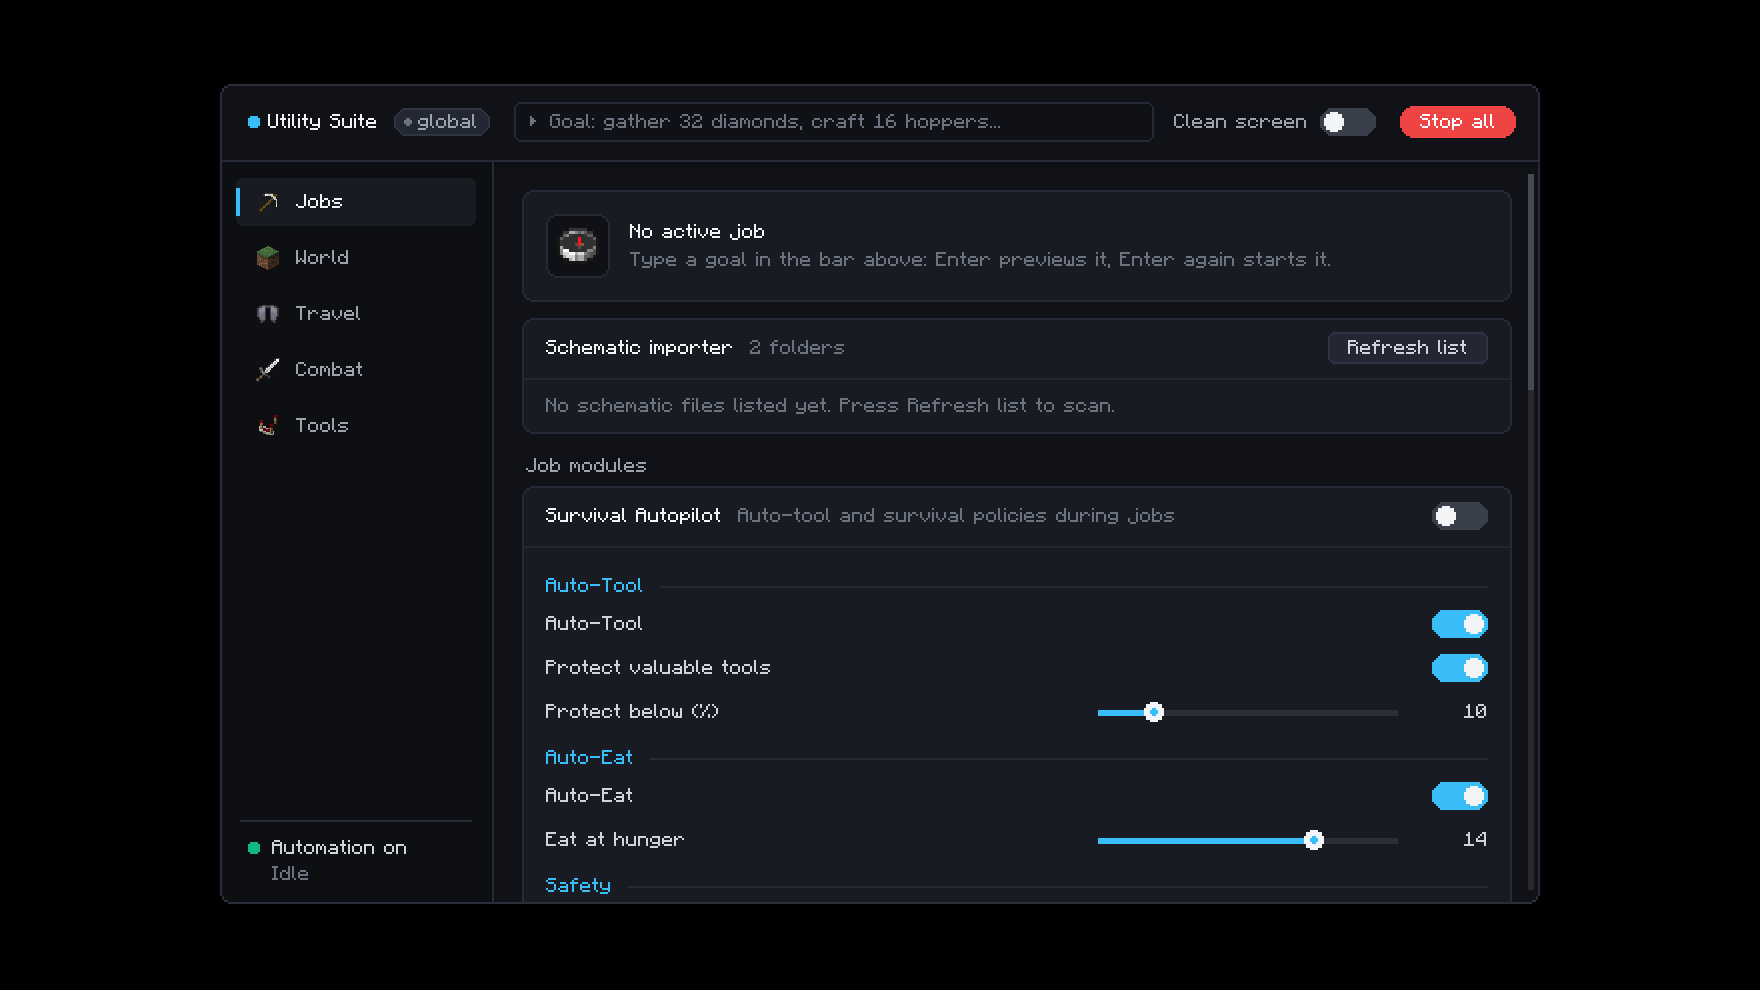 Utility Suite
global
Goal: gather 32 diamonds, craft 16 hoppers...
Clean screen
Stop all
Jobs
World
Travel
Combat
Tools
Automation on
Idle
No active job
Type a goal in the bar above: Enter previews it, Enter again starts it.
Schematic importer 2 folders
Refresh list
No schematic files listed yet. Press Refresh list to scan.
Job modules
Survival Autopilot Auto-tool and survival policies during jobs
Auto-Tool
Auto-Tool
Protect valuable tools
Protect below (%) 10
Auto-Eat
Auto-Eat
Eat at hunger 14
Safety